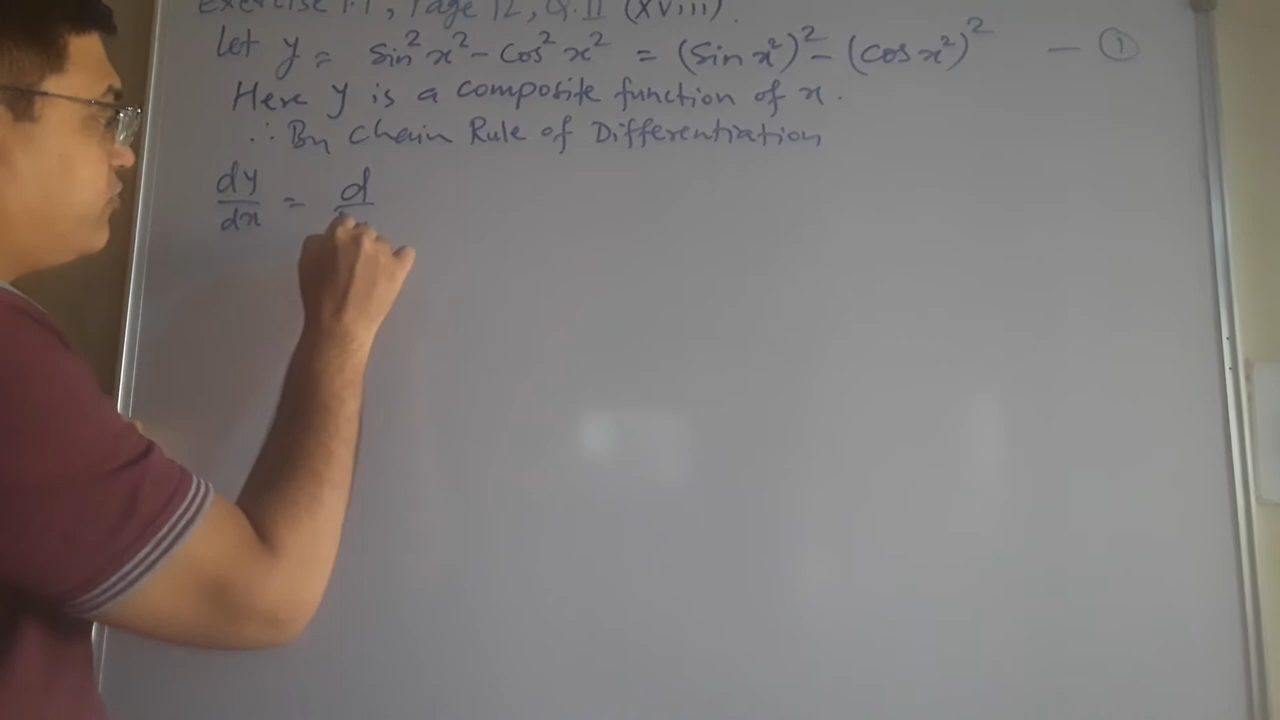 Exercise 1.1, Page 12, Q.II (xviii).
Let y = sin²x² - cos²x² = (sin x²)² - (cos x²)² — ①
Here y is a composite function of x.
∴ By Chain Rule of Differentiation
dy/dx = d